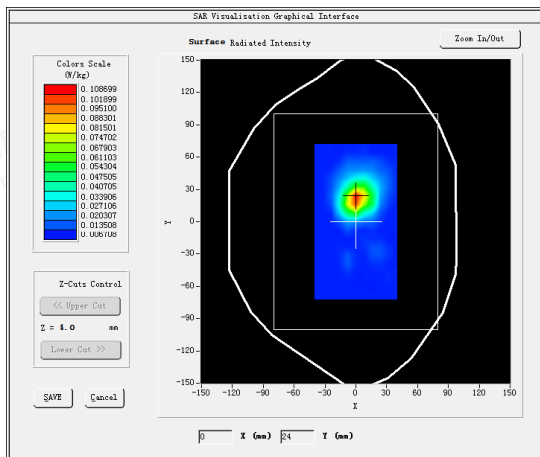 SAR Visualisation Graphical Interface
Surface Radiated Intensity
Zoom In/Out
Colors Scale
(W/kg)
0.108699
0.101899
0.095100
0.088301
0.081501
0.074702
0.067903
0.061103
0.054304
0.047505
0.040705
0.033906
0.027106
0.020307
0.013508
0.006708
150
120
90
60
30
0
-30
-60
-90
-120
-150
Y
-150 -120 -90 -60 -30 0 30 60 90 120 150
X
Z-Cuts Control
<< Upper Cut
Z = 4.0 mm
Lower Cut >>
SAVE Cancel
0 X (mm) 24 Y (mm)